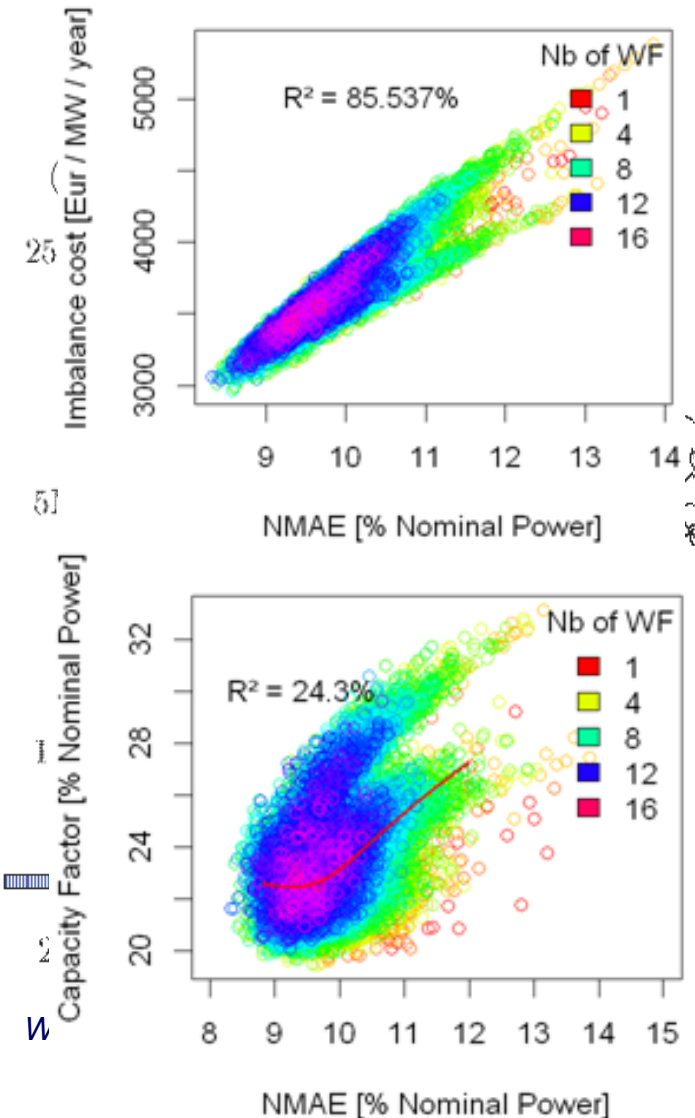 Imbalance cost [Eur / MW / year]
5000
4000
3000
Nb of WF
R² = 85.537%
1
4
8
12
16
9 10 11 12 13 14
NMAE [% Nominal Power]
25
(
Capacity Factor [% Nominal Power]
32
28
24
20
Nb of WF
R² = 24.3%
1
4
8
12
16
8 9 10 11 12 13 14 15
NMAE [% Nominal Power]